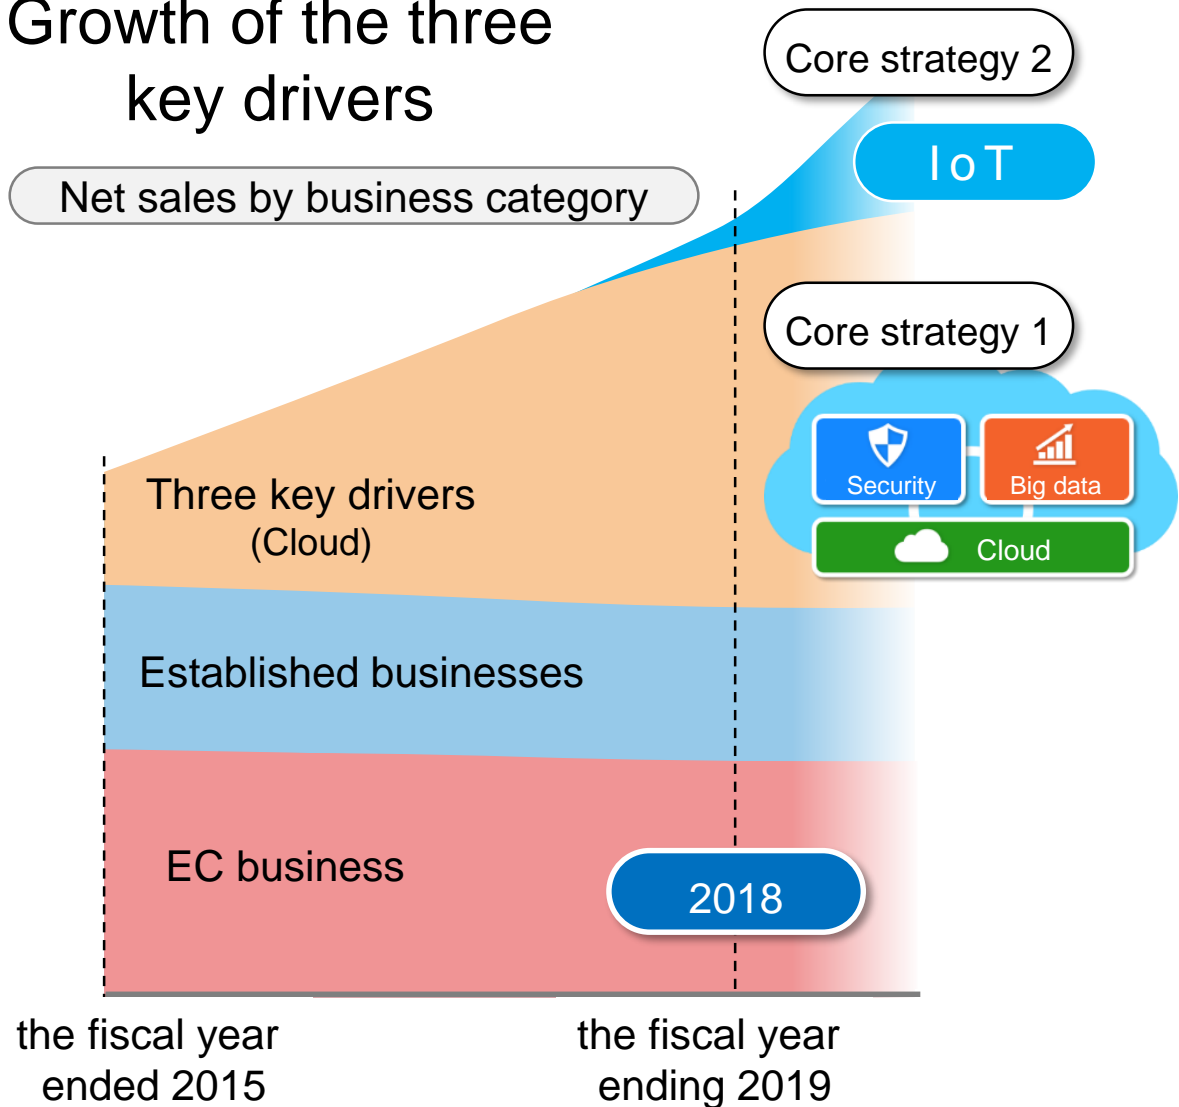 Growth of the three
key drivers
Core strategy 2
IoT
Net sales by business category
Core strategy 1
Security
Big data
Cloud
Three key drivers
(Cloud)
Established businesses
EC business
2018
the fiscal year
ended 2015
the fiscal year
ending 2019